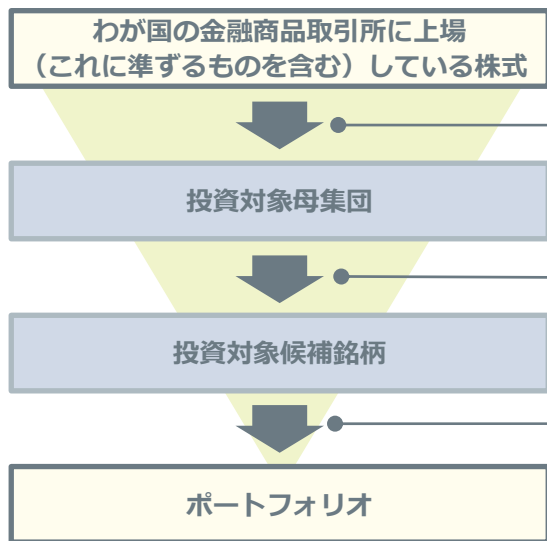 わが国の金融商品取引所に上場
（これに準ずるものを含む）している株式
投資対象母集団
投資対象候補銘柄
ポートフォリオ